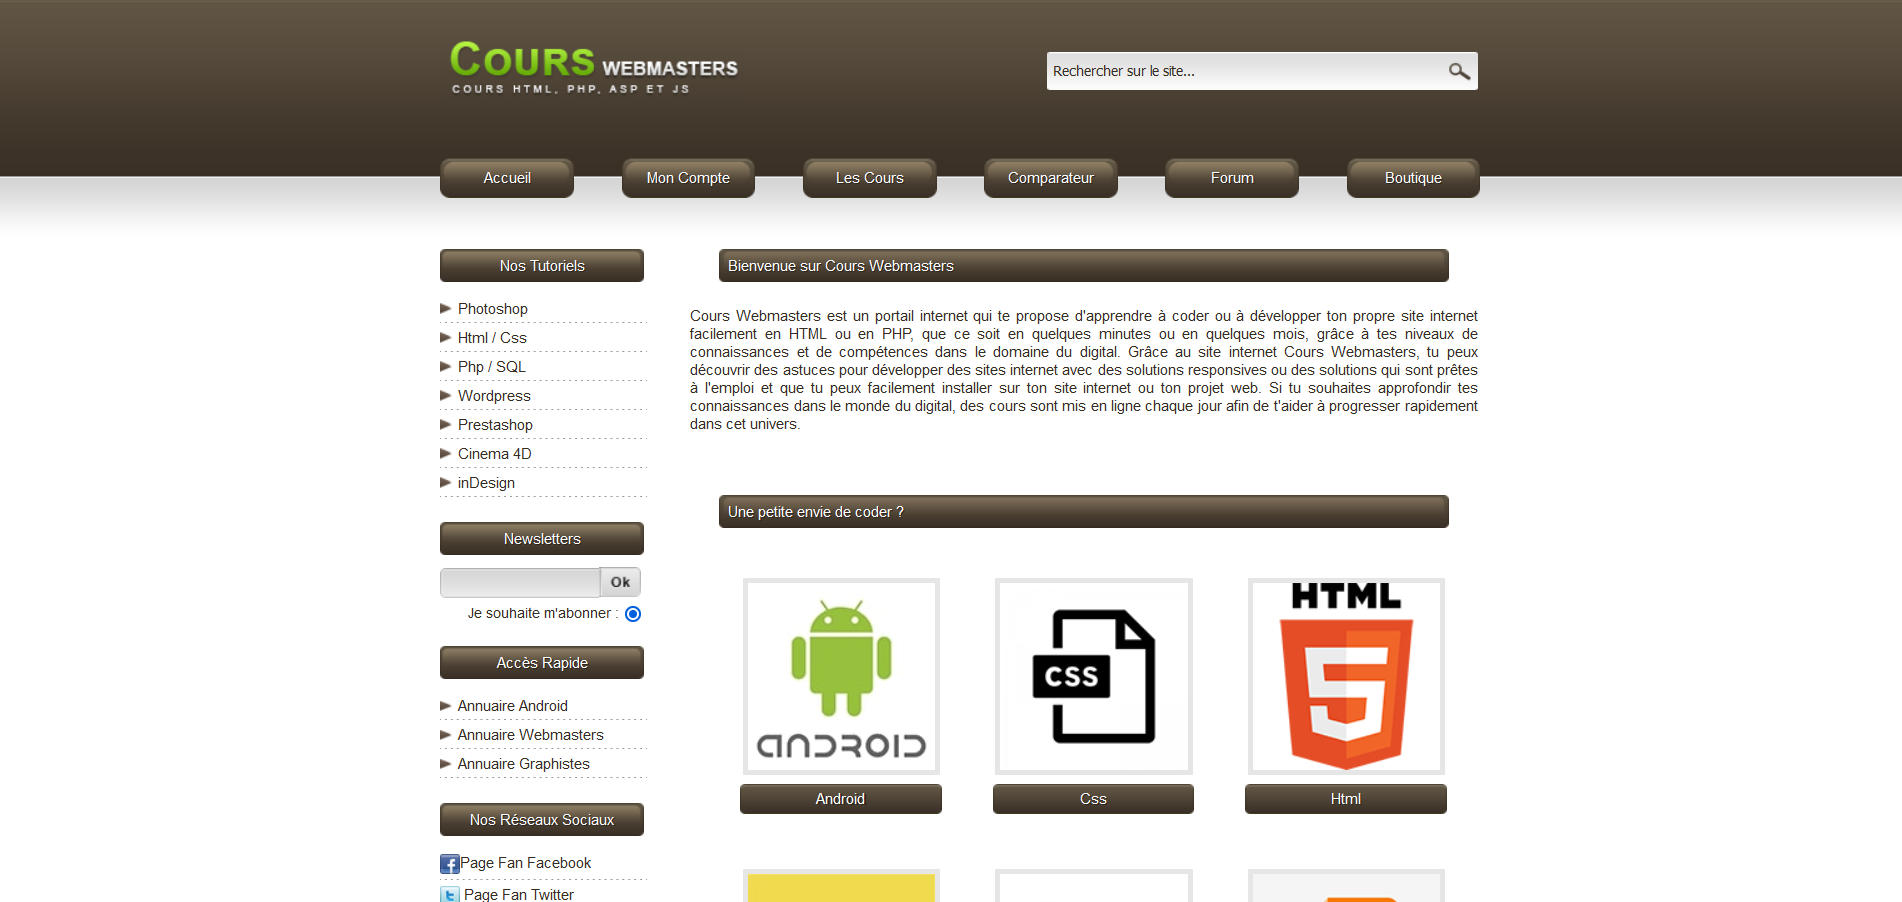 Cours WEBMASTERS
COURS HTML, PHP, ASP ET JS
Rechercher sur le site...
Accueil
Mon Compte
Les Cours
Comparateur
Forum
Boutique
Nos Tutoriels
Photoshop
Html / Css
Php / SQL
Wordpress
Prestashop
Cinema 4D
inDesign
Newsletters
Ok
Je souhaite m'abonner :
Accès Rapide
Annuaire Android
Annuaire Webmasters
Annuaire Graphistes
Nos Réseaux Sociaux
Page Fan Facebook
Page Fan Twitter
Bienvenue sur Cours Webmasters
Cours Webmasters est un portail internet qui te propose d'apprendre à coder ou à développer ton propre site internet
facilement en HTML ou en PHP, que ce soit en quelques minutes ou en quelques mois, grâce à tes niveaux de
connaissances et de compétences dans le domaine du digital. Grâce au site internet Cours Webmasters, tu peux
découvrir des astuces pour développer des sites internet avec des solutions responsives ou des solutions qui sont prêtes
à l'emploi et que tu peux facilement installer sur ton site internet ou ton projet web. Si tu souhaites approfondir tes
connaissances dans le monde du digital, des cours sont mis en ligne chaque jour afin de t'aider à progresser rapidement
dans cet univers.
Une petite envie de coder ?
ANDROID
CSS
HTML
5
Android
Css
Html